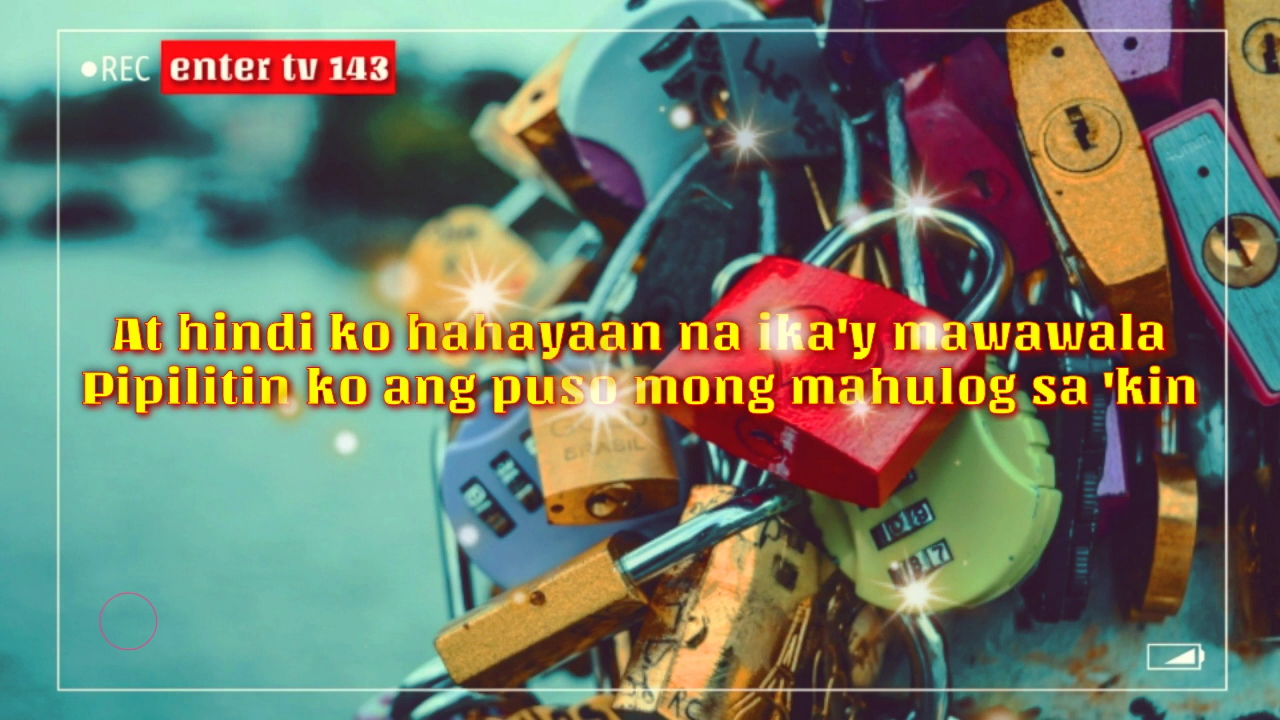 REC enter tv 143
At hindi ko hahayaan na ika'y mawawala
Pipilitin ko ang puso mong mahulog sa 'kin
BRASIL